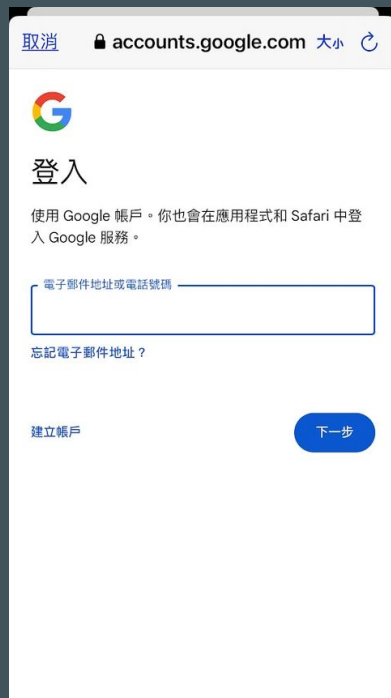 取消 accounts.google.com 大小
登入
使用 Google 帳戶。你也會在應用程式和 Safari 中登
入 Google 服務。
電子郵件地址或電話號碼
忘記電子郵件地址？
建立帳戶 下一步